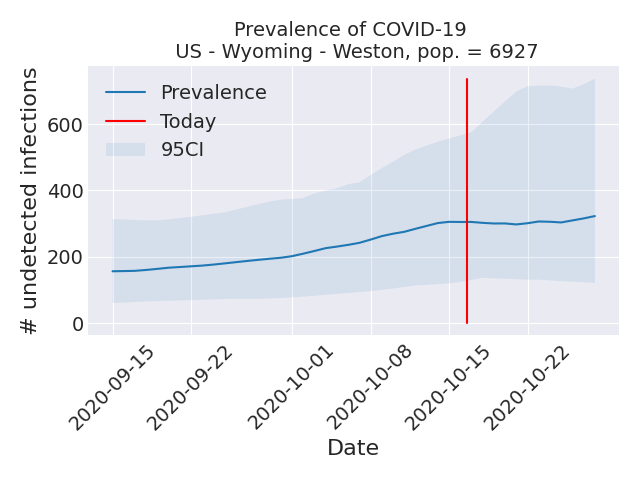 Prevalence of COVID-19
US - Wyoming - Weston, pop. = 6927
# undetected infections
600
400
200
0
Prevalence
Today
95CI
2020-09-15
2020-09-22
2020-10-01
2020-10-08
2020-10-15
2020-10-22
Date